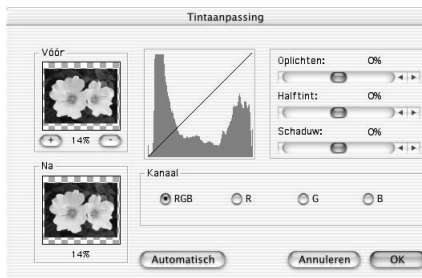 Tintaanpassing
Vóór
+ 14% -
Na
14%
Oplichten: 0%
Halftint: 0%
Schaduw: 0%
Kanaal
RGB R G B
Automatisch Annuleren OK